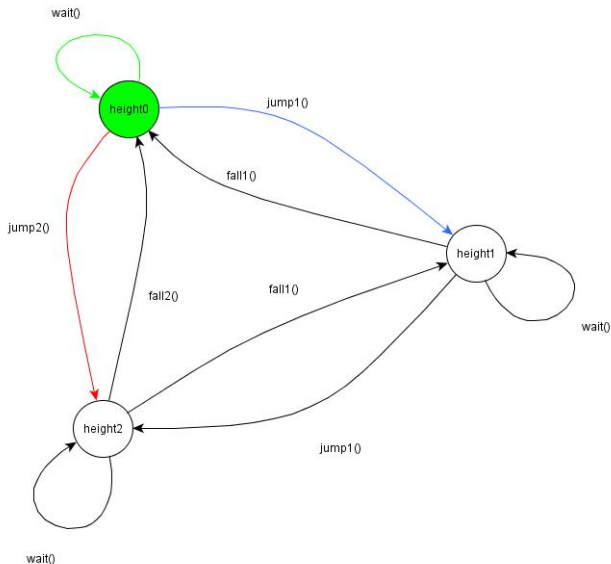 wait()
height0
jump1()
fall1()
jump2()
height1
fall2()
fall1()
wait()
height2
jump1()
wait()